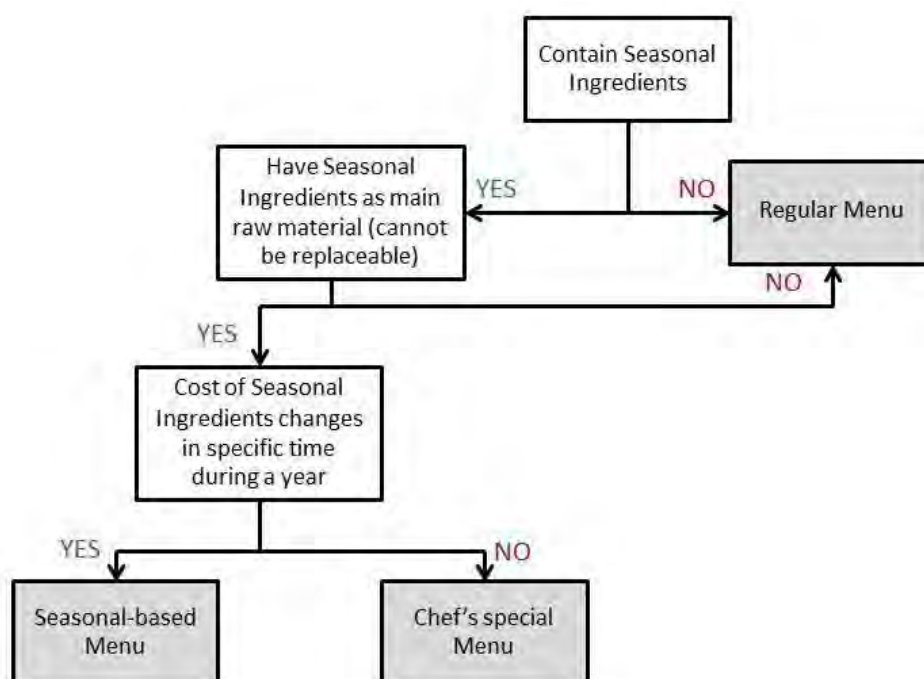 Contain Seasonal
Ingredients
Have Seasonal
Ingredients as main
raw material (cannot
be replaceable)
YES
NO
Regular Menu
NO
YES
Cost of Seasonal
Ingredients changes
in specific time
during a year
YES
NO
Seasonal-based
Menu
Chef's special
Menu